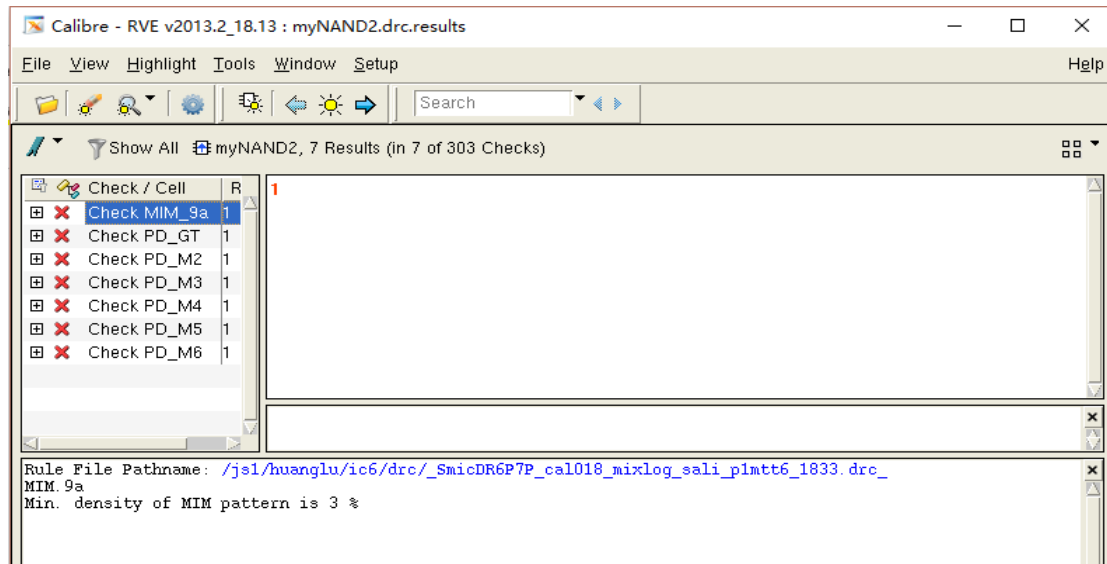 Calibre - RVE v2013.2_18.13 : myNAND2.drc.results
File View Highlight Tools Window Setup Help
Search
Show All myNAND2, 7 Results (in 7 of 303 Checks)
Check / Cell R
Check MIM_9a 1
Check PD_GT 1
Check PD_M2 1
Check PD_M3 1
Check PD_M4 1
Check PD_M5 1
Check PD_M6 1
1
Rule File Pathname: /js1/huanglu/ic6/drc/_SmicDR6P7P_cal018_mixlog_sali_p1mtt6_1833.drc_
MIM.9a
Min. density of MIM pattern is 3 %